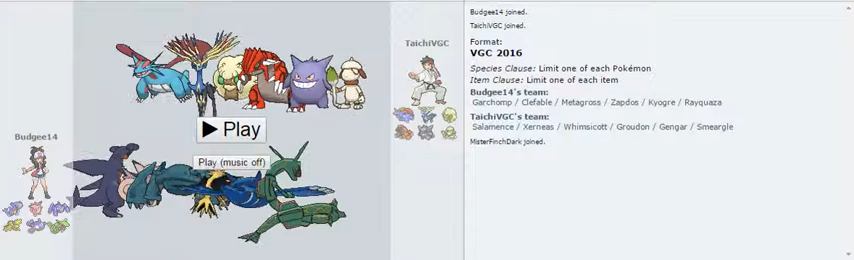 Budgee14 joined.
TaichiVGC joined.
Format:
VGC 2016
Species Clause: Limit one of each Pokémon
Item Clause: Limit one of each item
Budgee14's team:
Garchomp / Clefable / Metagross / Zapdos / Kyogre / Rayquaza
TaichiVGC's team:
Salamence / Xerneas / Whimsicott / Groudon / Gengar / Smeargle
MisterFinchDark joined.
TaichiVGC
Play
Play (music off)
Budgee14